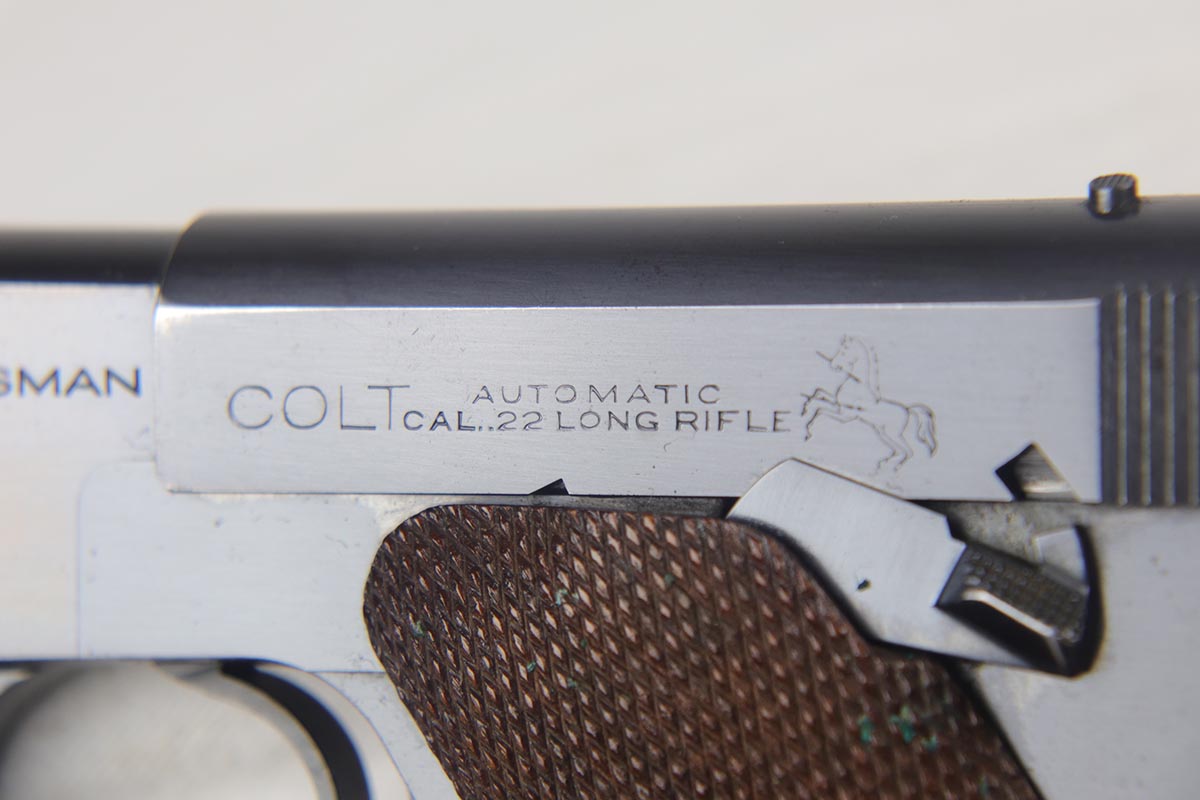 SMAN
COLT AUTOMATIC
CAL..22 LONG RIFLE